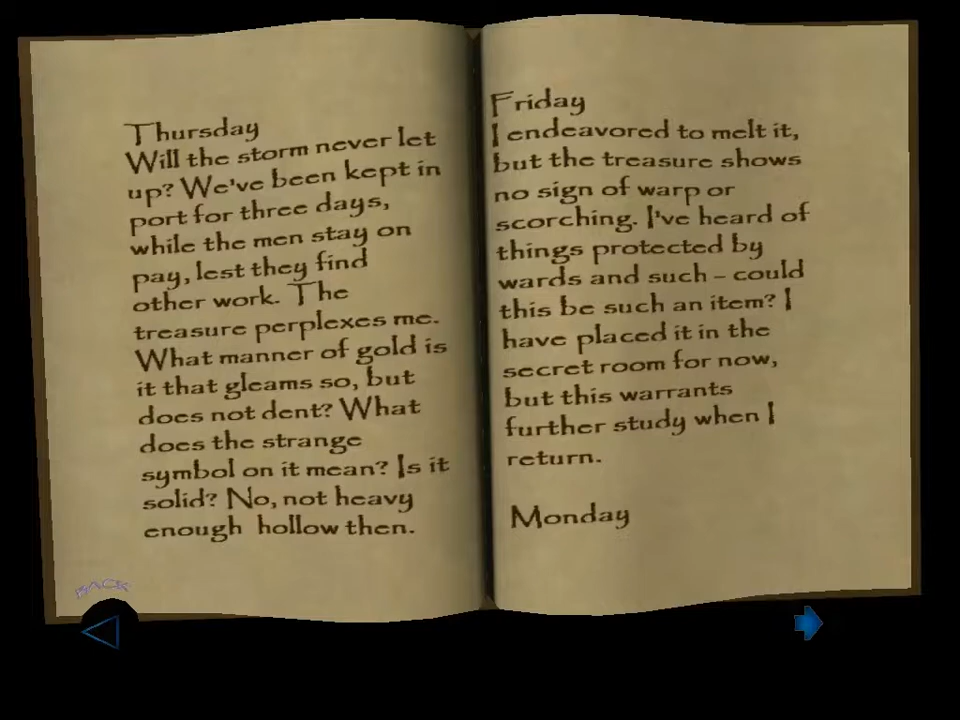 Thursday
Will the storm never let
up? We've been kept in
port for three days,
while the men stay on
pay, lest they find
other work. The
treasure perplexes me.
What manner of gold is
it that gleams so, but
does not dent? What
does the strange
symbol on it mean? Is it
solid? No, not heavy
enough  hollow then.
Friday
I endeavored to melt it,
but the treasure shows
no sign of warp or
scorching. I've heard of
things protected by
wards and such - could
this be such an item? I
have placed it in the
secret room for now,
but this warrants
further study when I
return.
Monday
BACK